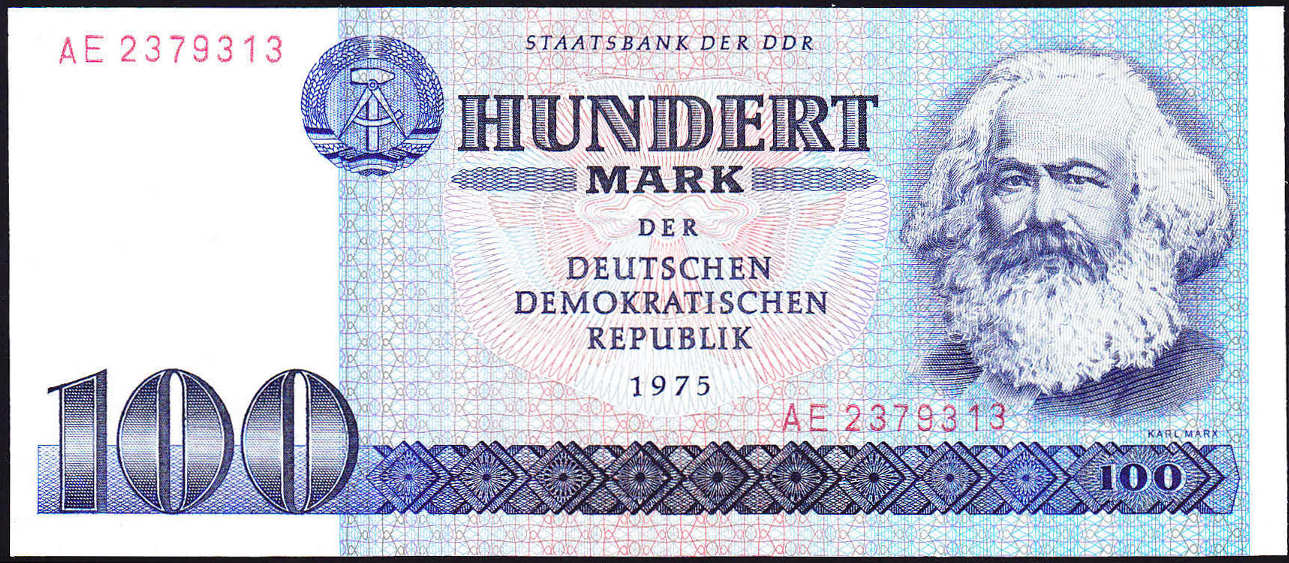 AE 2379313
STAATSBANK DER DDR
HUNDERT
MARK
DER
DEUTSCHEN
DEMOKRATISCHEN
REPUBLIK
1975
AE 2379313
KARL MARX
100
100